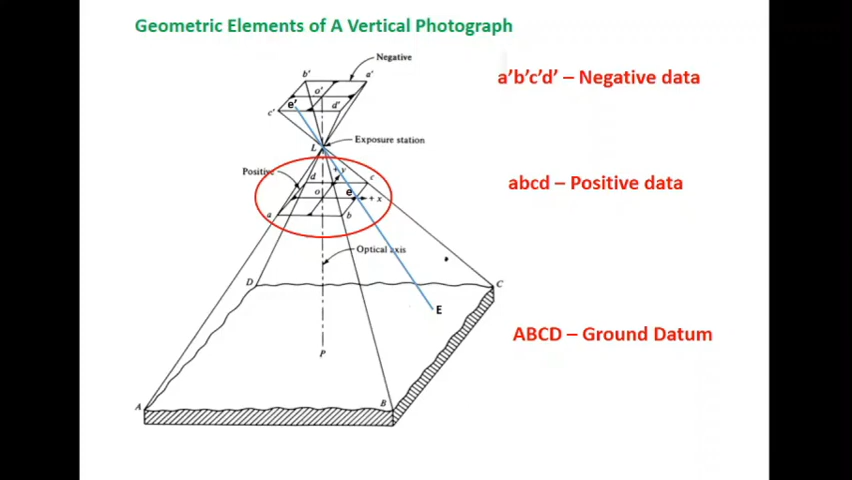 Geometric Elements of A Vertical Photograph
Negative
b' a'
e' o'
c' d'
a'b'c'd' – Negative data
Exposure station
L
Positive
d + y c
o e + x
a b
abcd – Positive data
Optical axis
D C
E
ABCD – Ground Datum
P
A B